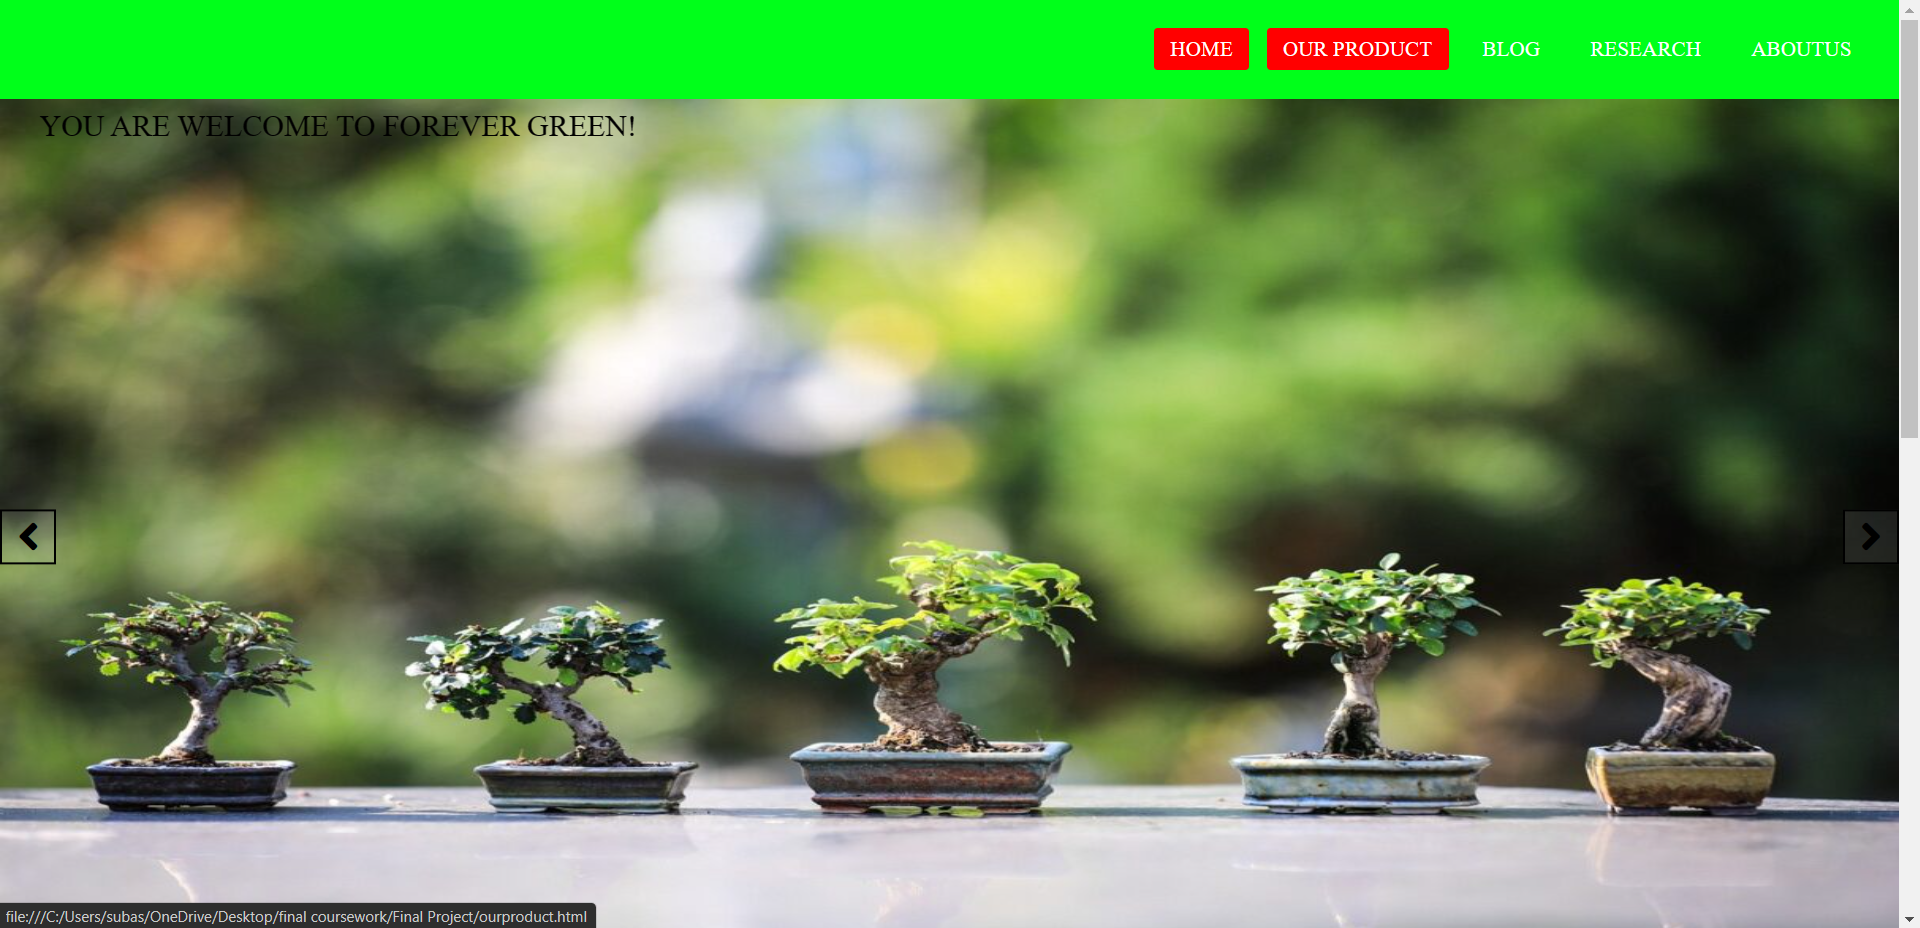 HOME OUR PRODUCT BLOG RESEARCH ABOUTUS
YOU ARE WELCOME TO FOREVER GREEN!
file:///C:/Users/subas/OneDrive/Desktop/final coursework/Final Project/ourproduct.html